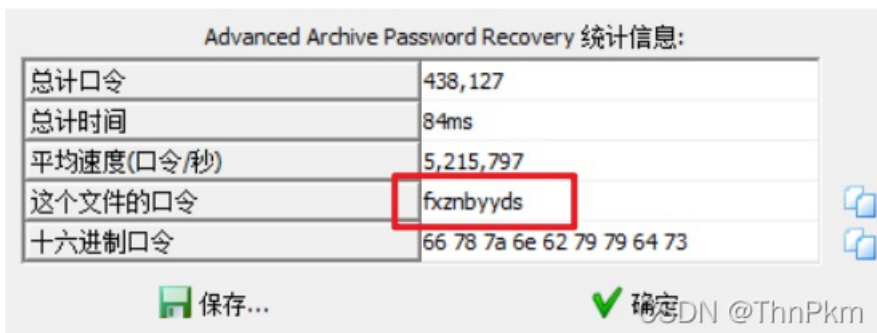 Advanced Archive Password Recovery 统计信息:
总计口令 438,127
总计时间 84ms
平均速度(口令/秒) 5,215,797
这个文件的口令 fxznbyyds
十六进制口令 66 78 7a 6e 62 79 79 64 73
保存... 确定
CSDN @ThnPkm